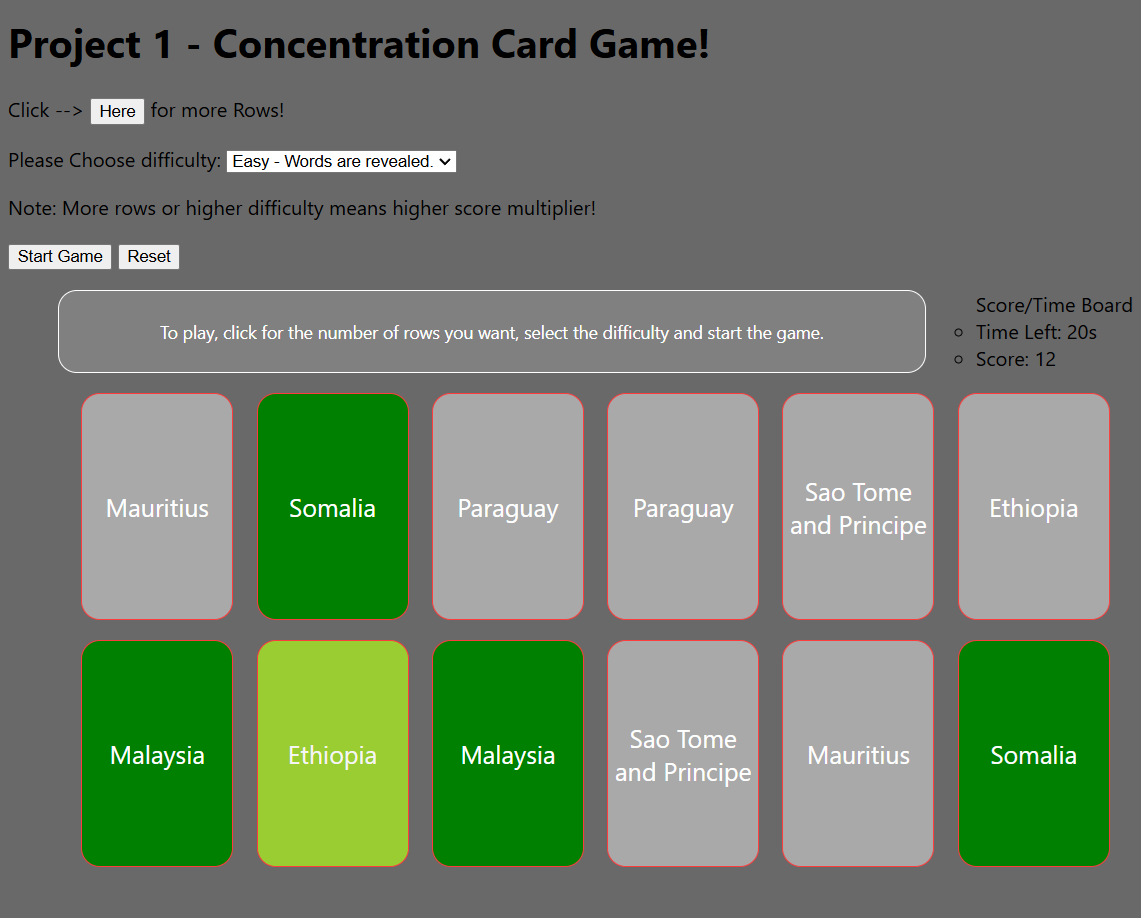 Project 1 - Concentration Card Game!
Click --> Here for more Rows!
Please Choose difficulty: Easy - Words are revealed.
Note: More rows or higher difficulty means higher score multiplier!
Start Game Reset
To play, click for the number of rows you want, select the difficulty and start the game.
Score/Time Board
Time Left: 20s
Score: 12
Mauritius
Somalia
Paraguay
Paraguay
Sao Tome
and Principe
Ethiopia
Malaysia
Ethiopia
Malaysia
Sao Tome
and Principe
Mauritius
Somalia